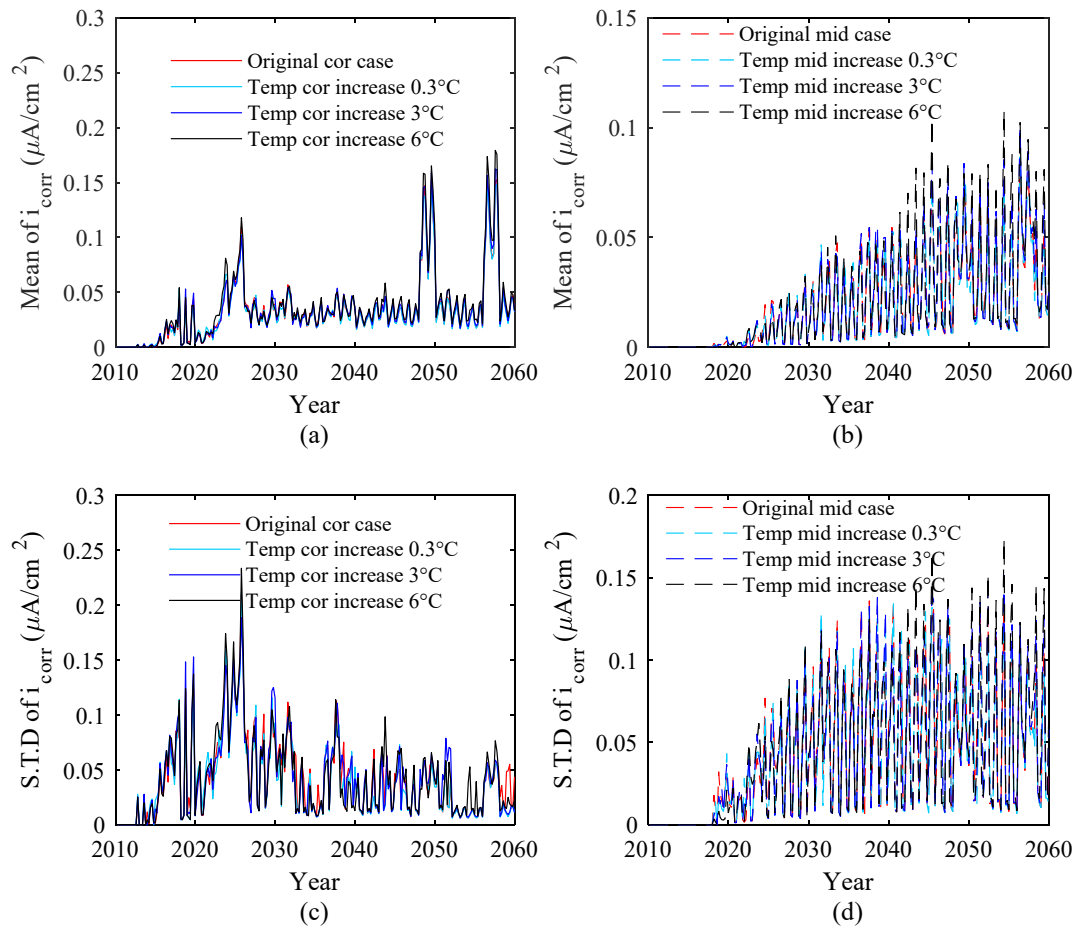 0.3
0.25
0.2
0.15
0.1
0.05
0
Mean of i_corr (μA/cm ²)
Original cor case
Temp cor increase 0.3°C
Temp cor increase 3°C
Temp cor increase 6°C
2010 2020 2030 2040 2050 2060
Year
(a)
0.15
0.1
0.05
0
Mean of i_corr (μA/cm ²)
Original mid case
Temp mid increase 0.3°C
Temp mid increase 3°C
Temp mid increase 6°C
2010 2020 2030 2040 2050 2060
Year
(b)
0.3
0.25
0.2
0.15
0.1
0.05
0
S.T.D of i_corr (μA/cm ²)
Original cor case
Temp cor increase 0.3°C
Temp cor increase 3°C
Temp cor increase 6°C
2010 2020 2030 2040 2050 2060
Year
(c)
0.2
0.15
0.1
0.05
0
S.T.D of i_corr (μA/cm ²)
Original mid case
Temp mid increase 0.3°C
Temp mid increase 3°C
Temp mid increase 6°C
2010 2020 2030 2040 2050 2060
Year
(d)